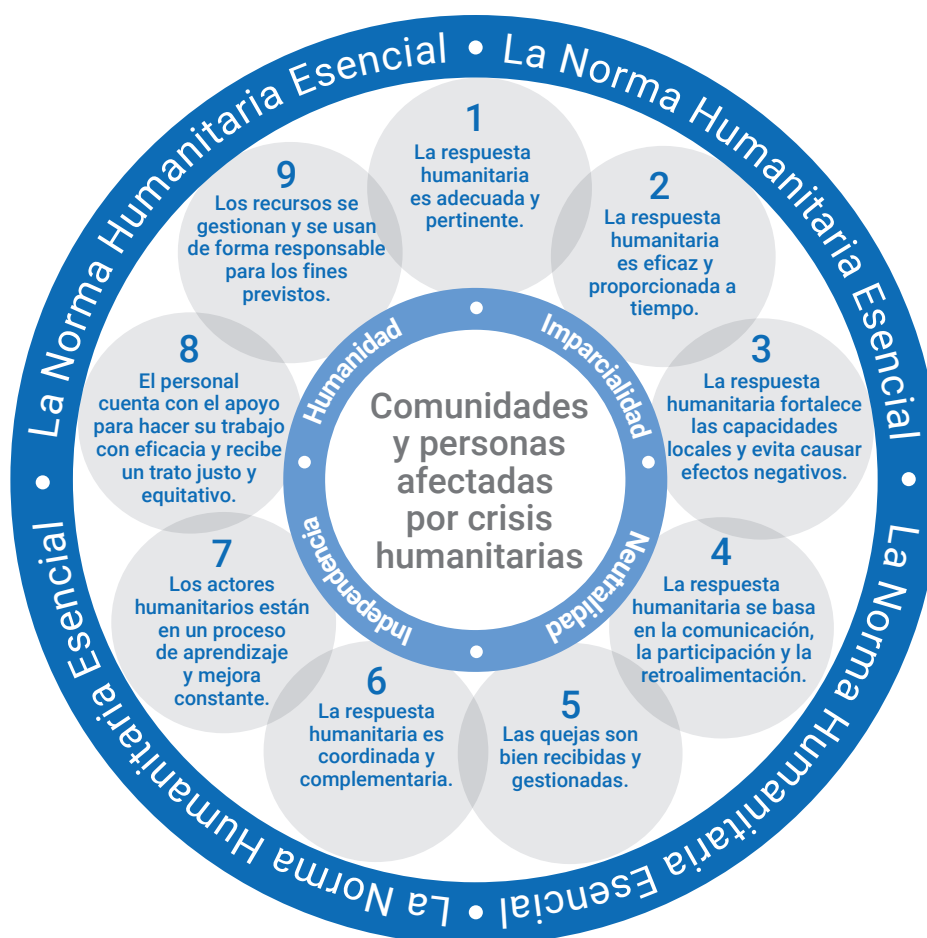 La Norma Humanitaria Esencial • La Norma Humanitaria Esencial • La Norma Humanitaria Esencial • La Norma Humanitaria Esencial •
1
La respuesta
humanitaria
es adecuada y
pertinente.
2
La respuesta
humanitaria
es eficaz y
proporcionada a
tiempo.
3
La respuesta
humanitaria fortalece
las capacidades
locales y evita causar
efectos negativos.
4
La respuesta
humanitaria se basa
en la comunicación,
la participación y la
retroalimentación.
5
Las quejas son
bien recibidas y
gestionadas.
6
La respuesta
humanitaria es
coordinada y
complementaria.
7
Los actores
humanitarios están
en un proceso
de aprendizaje
y mejora
constante.
8
El personal
cuenta con el apoyo
para hacer su trabajo
con eficacia y recibe
un trato justo y
equitativo.
9
Los recursos se
gestionan y se usan
de forma responsable
para los fines
previstos.
Humanidad • Imparcialidad • Neutralidad • Independencia •
Comunidades
y personas
afectadas
por crisis
humanitarias